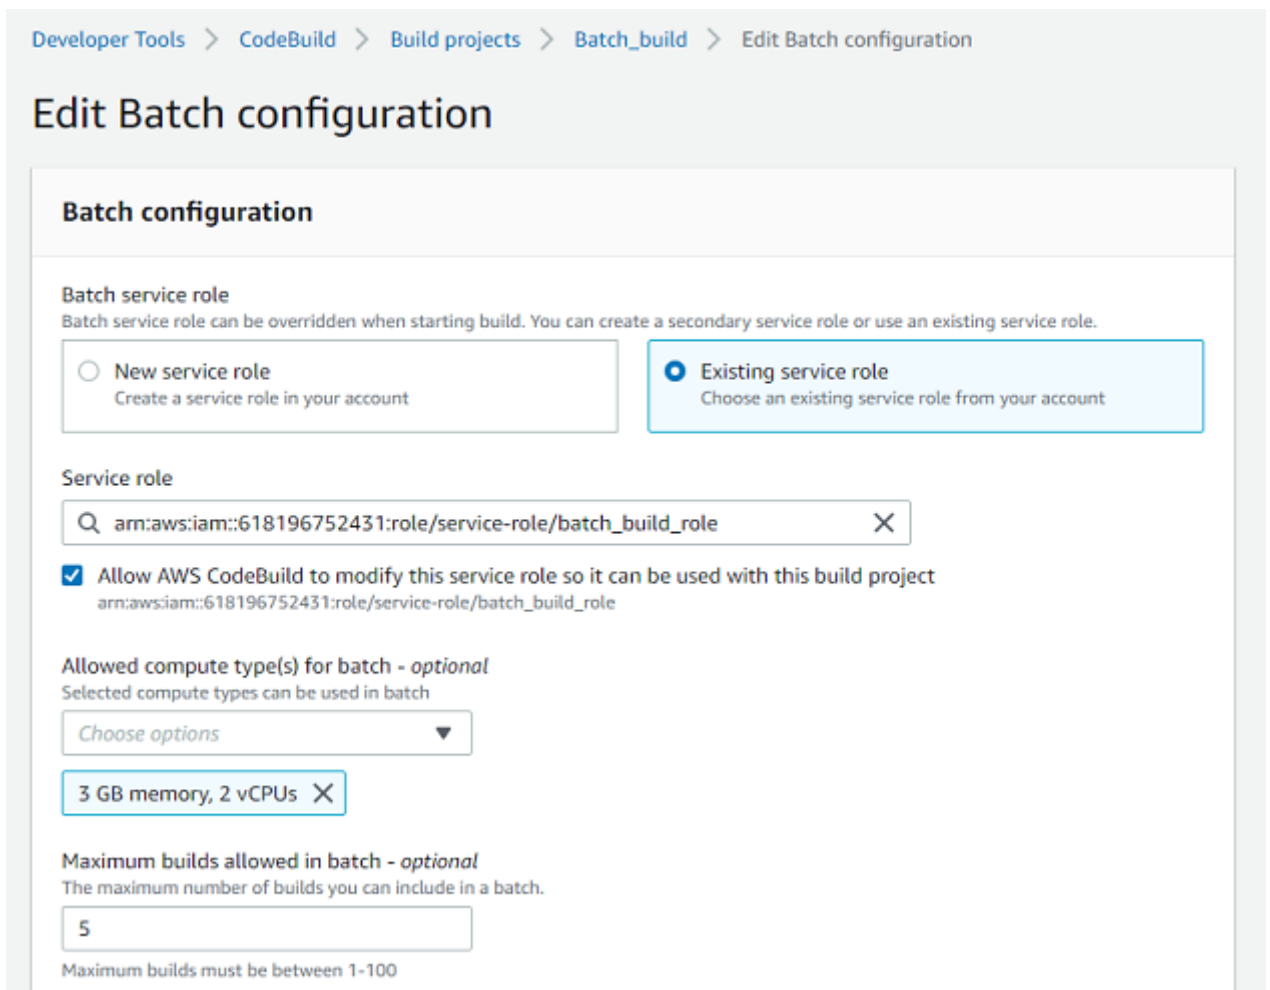 Developer Tools > CodeBuild > Build projects > Batch_build > Edit Batch configuration
Edit Batch configuration
Batch configuration
Batch service role
Batch service role can be overridden when starting build. You can create a secondary service role or use an existing service role.
New service role
Create a service role in your account
Existing service role
Choose an existing service role from your account
Service role
arn:aws:iam::618196752431:role/service-role/batch_build_role
Allow AWS CodeBuild to modify this service role so it can be used with this build project
arn:aws:iam::618196752431:role/service-role/batch_build_role
Allowed compute type(s) for batch - optional
Selected compute types can be used in batch
Choose options
3 GB memory, 2 vCPUs
Maximum builds allowed in batch - optional
The maximum number of builds you can include in a batch.
5
Maximum builds must be between 1-100